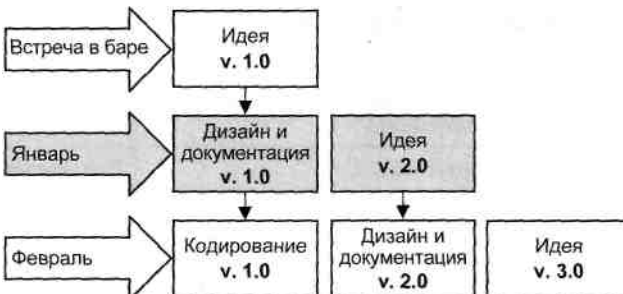 Встреча в баре
Идея
v. 1.0
Январь
Дизайн и
документация
v. 1.0
Идея
v. 2.0
Февраль
Кодирование
v. 1.0
Дизайн и
документация
v. 2.0
Идея
v. 3.0